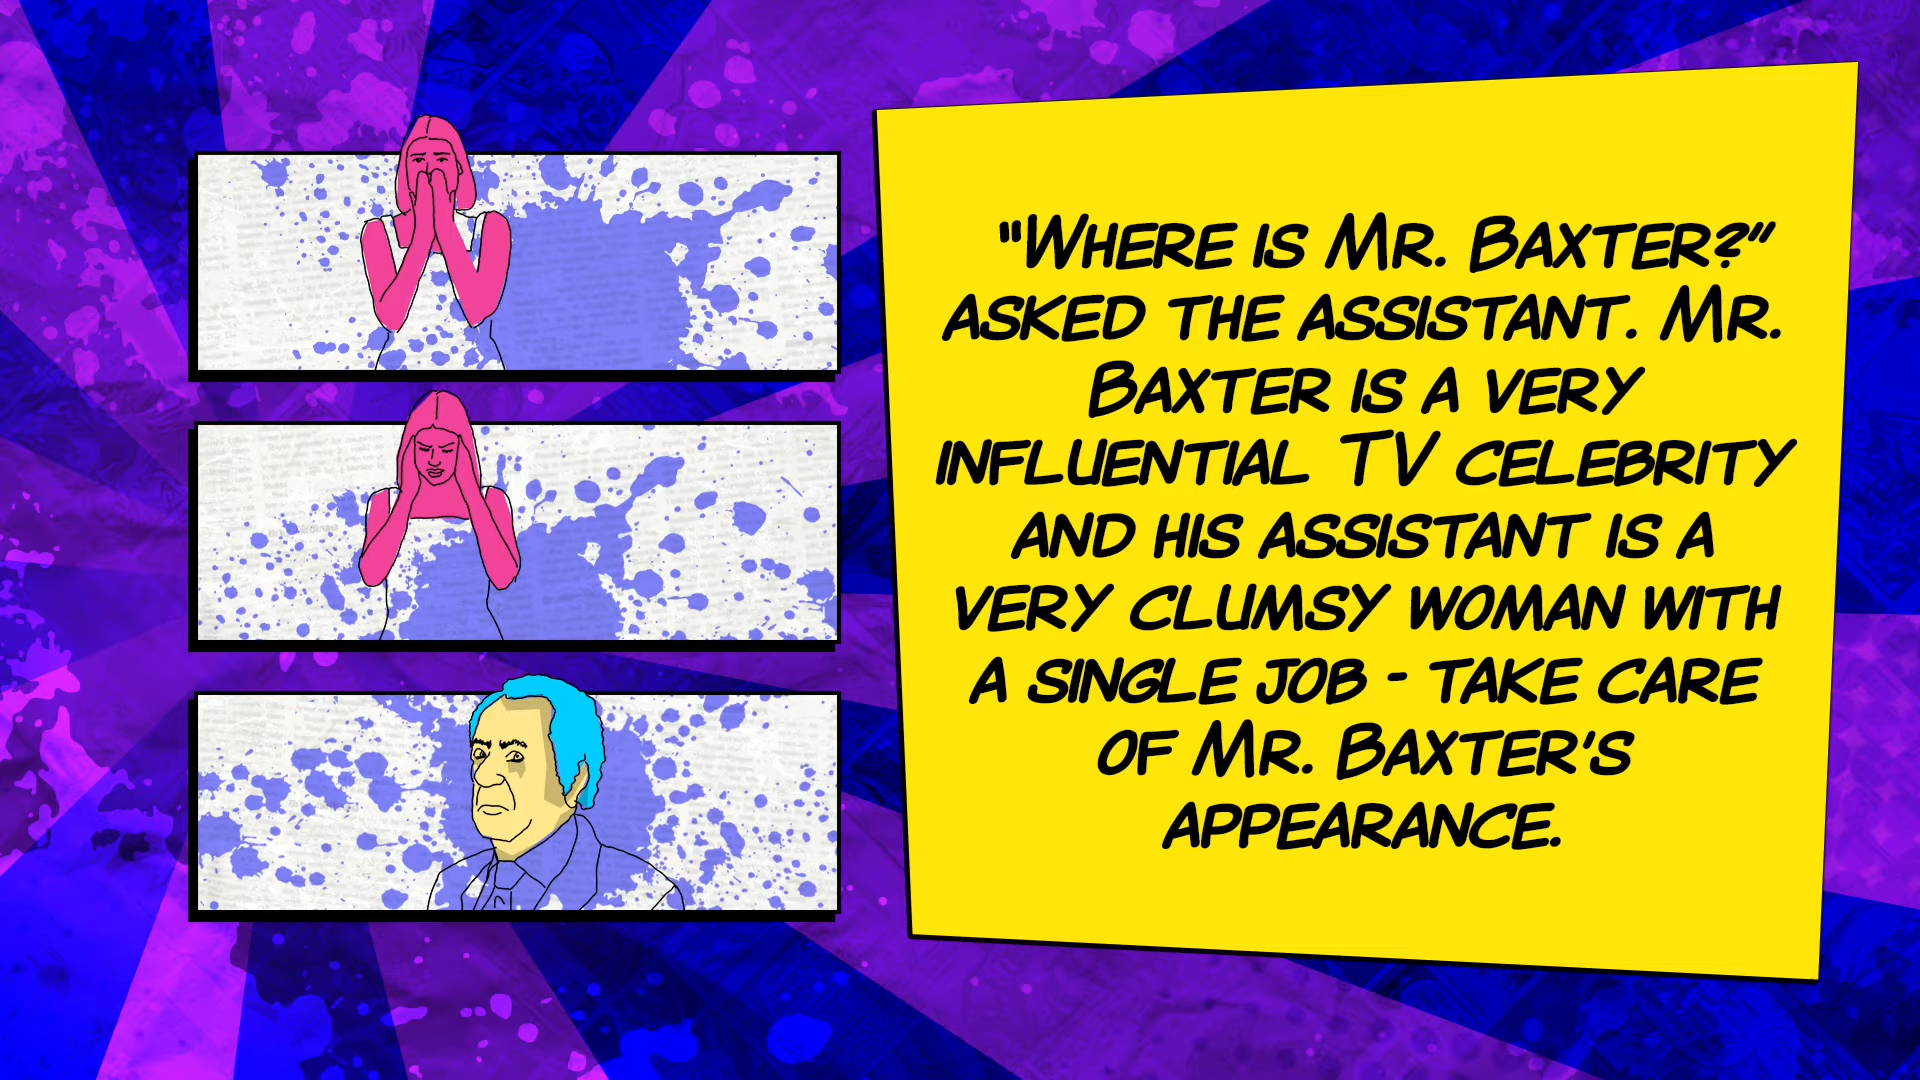 "Where is Mr. Baxter?"
asked the assistant. Mr.
Baxter is a very
influential TV celebrity
and his assistant is a
very clumsy woman with
a single job - take care
of Mr. Baxter's
appearance.